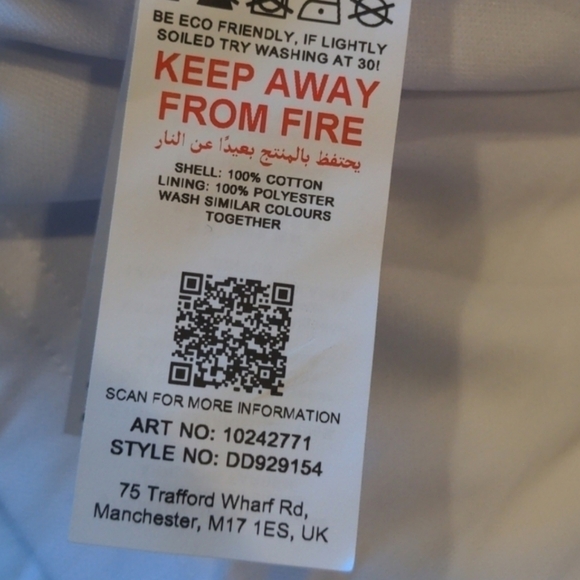 BE ECO FRIENDLY, IF LIGHTLY
SOILED TRY WASHING AT 30!
KEEP AWAY
FROM FIRE
يحتفظ بالمنتج بعيدًا عن النار
SHELL: 100% COTTON
LINING: 100% POLYESTER
WASH SIMILAR COLOURS
TOGETHER
SCAN FOR MORE INFORMATION
ART NO: 10242771
STYLE NO: DD929154
75 Trafford Wharf Rd,
Manchester, M17 1ES, UK